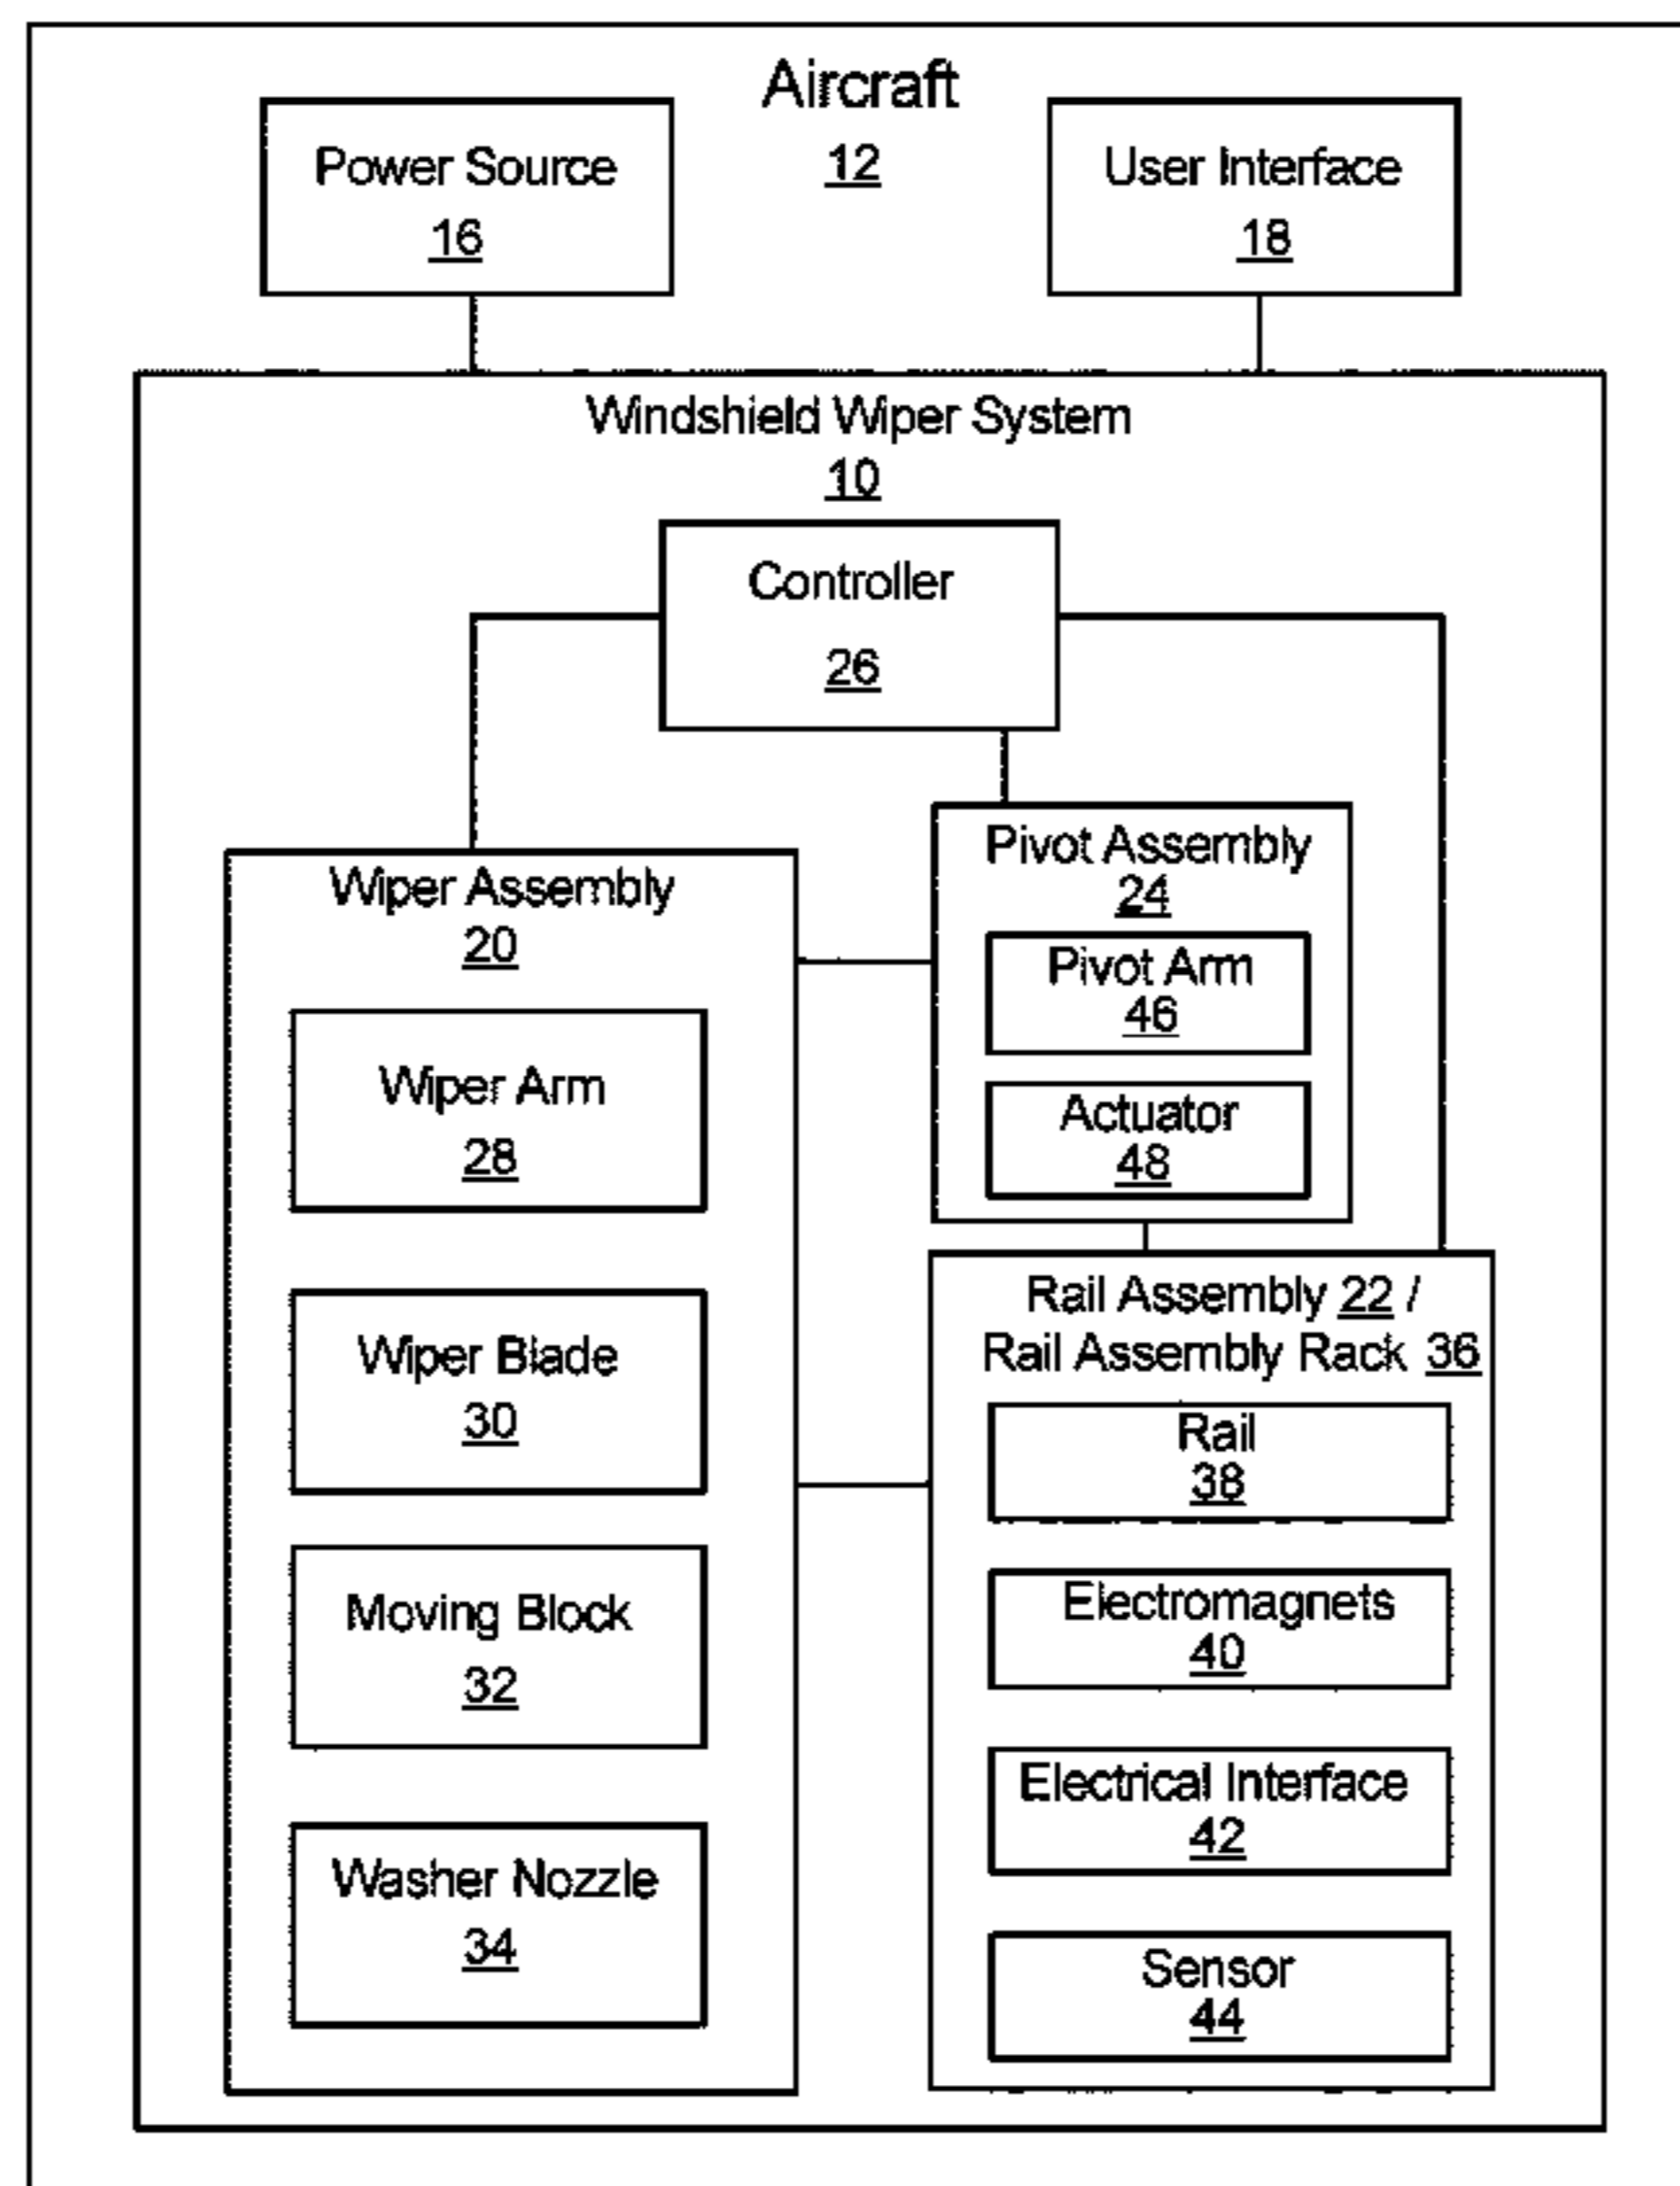 Aircraft
12
Power Source
16
User Interface
18
Windshield Wiper System
10
Controller
26
Wiper Assembly
20
Wiper Arm
28
Wiper Blade
30
Moving Block
32
Washer Nozzle
34
Pivot Assembly
24
Pivot Arm
46
Actuator
48
Rail Assembly 22 /
Rail Assembly Rack 36
Rail
38
Electromagnets
40
Electrical Interface
42
Sensor
44